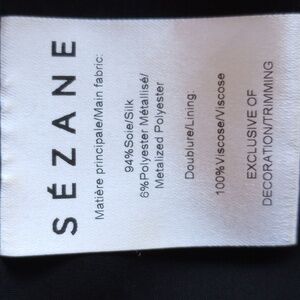 SÉZANE
Matière principale/Main fabric:
94%Soie/Silk
6%Polyester Métallisé/
Metalized Polyester
Doublure/Lining:
100%Viscose/Viscose
EXCLUSIVE OF
DECORATION/TRIMMING